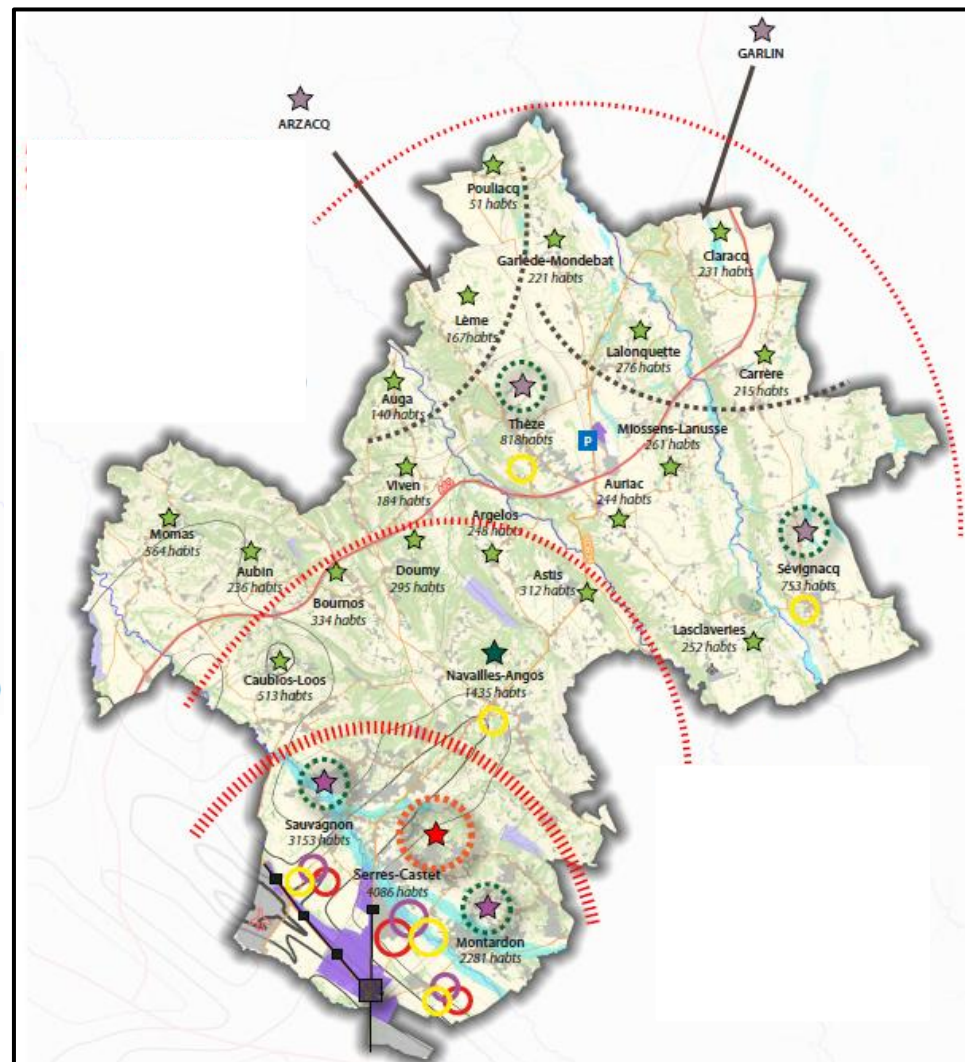 GARLIN
ARZACQ
Pouliacq
51 habts
Claracq
231 habts
Garlède-Mondebat
221 habts
Lème
167habts
Lalonquette
276 habts
Carrère
215 habts
Auga
140 habts
Thèze
818habts
P
Miossens-Lanusse
261 habts
Viven
184 habts
Auriac
244 habts
Argelos
248 habts
Momas
564 habts
Aubin
236 habts
Bournos
334 habts
Doumy
295 habts
Astis
312 habts
Sévignacq
753 habts
Lasclaveries
252 habts
Caubios-Loos
513 habts
Navailles-Angos
1435 habts
Sauvagnon
3153 habts
Serres-Castet
4086 habts
Montardon
2281 habts